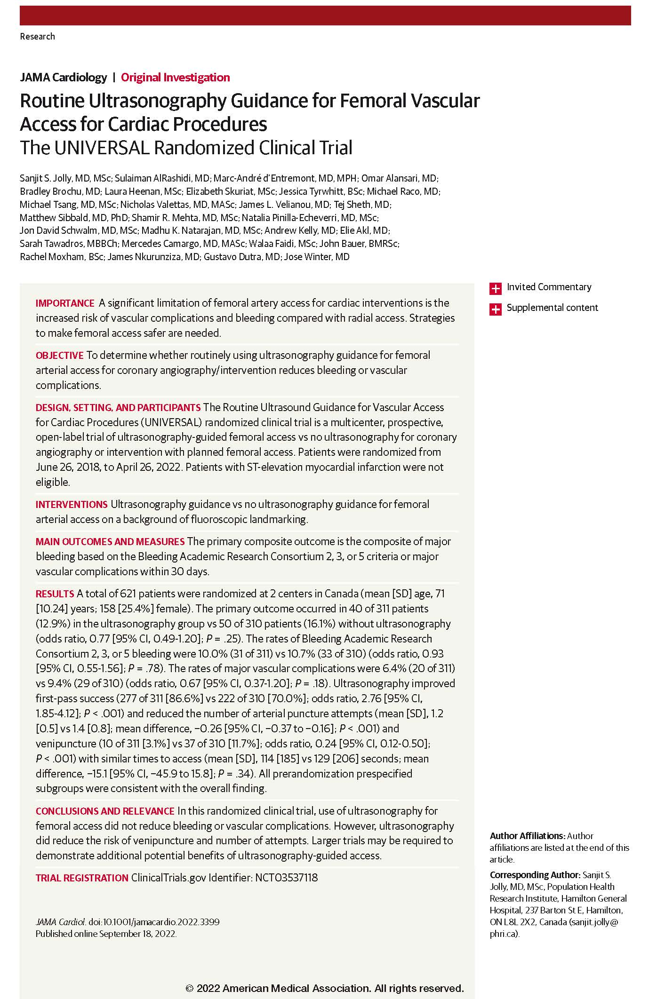 Research
JAMA Cardiology | Original Investigation
Routine Ultrasonography Guidance for Femoral Vascular
Access for Cardiac Procedures
The UNIVERSAL Randomized Clinical Trial
Sanjit S. Jolly, MD, MSc; Sulaiman AlRashidi, MD; Marc-André d'Entremont, MD, MPH; Omar Alansari, MD;
Bradley Brochu, MD; Laura Heenan, MSc; Elizabeth Skuriat, MSc; Jessica Tyrwhitt, BSc; Michael Raco, MD;
Michael Tsang, MD, MSc; Nicholas Valettas, MD, MASc; James L. Velianou, MD; Tej Sheth, MD;
Matthew Sibbald, MD, PhD; Shamir R. Mehta, MD, MSc; Natalia Pinilla-Echeverri, MD, MSc;
Jon David Schwalm, MD, MSc; Madhu K. Natarajan, MD, MSc; Andrew Kelly, MD; Elie Akl, MD;
Sarah Tawadros, MBBCh; Mercedes Camargo, MD, MASc; Walaa Faidi, MSc; John Bauer, BMRSc;
Rachel Moxham, BSc; James Nkurunziza, MD; Gustavo Dutra, MD; Jose Winter, MD
Invited Commentary
Supplemental content
IMPORTANCE A significant limitation of femoral artery access for cardiac interventions is the
increased risk of vascular complications and bleeding compared with radial access. Strategies
to make femoral access safer are needed.
OBJECTIVE To determine whether routinely using ultrasonography guidance for femoral
arterial access for coronary angiography/intervention reduces bleeding or vascular
complications.
DESIGN, SETTING, AND PARTICIPANTS The Routine Ultrasound Guidance for Vascular Access
for Cardiac Procedures (UNIVERSAL) randomized clinical trial is a multicenter, prospective,
open-label trial of ultrasonography-guided femoral access vs no ultrasonography for coronary
angiography or intervention with planned femoral access. Patients were randomized from
June 26, 2018, to April 26, 2022. Patients with ST-elevation myocardial infarction were not
eligible.
INTERVENTIONS Ultrasonography guidance vs no ultrasonography guidance for femoral
arterial access on a background of fluoroscopic landmarking.
MAIN OUTCOMES AND MEASURES The primary composite outcome is the composite of major
bleeding based on the Bleeding Academic Research Consortium 2, 3, or 5 criteria or major
vascular complications within 30 days.
RESULTS A total of 621 patients were randomized at 2 centers in Canada (mean [SD] age, 71
[10.24] years; 158 [25.4%] female). The primary outcome occurred in 40 of 311 patients
(12.9%) in the ultrasonography group vs 50 of 310 patients (16.1%) without ultrasonography
(odds ratio, 0.77 [95% CI, 0.49-1.20]; P = .25). The rates of Bleeding Academic Research
Consortium 2, 3, or 5 bleeding were 10.0% (31 of 311) vs 10.7% (33 of 310) (odds ratio, 0.93
[95% CI, 0.55-1.56]; P = .78). The rates of major vascular complications were 6.4% (20 of 311)
vs 9.4% (29 of 310) (odds ratio, 0.67 [95% CI, 0.37-1.20]; P = .18). Ultrasonography improved
first-pass success (277 of 311 [86.6%] vs 222 of 310 [70.0%]; odds ratio, 2.76 [95% CI,
1.85-4.12]; P < .001) and reduced the number of arterial puncture attempts (mean [SD], 1.2
[0.5] vs 1.4 [0.8]; mean difference, −0.26 [95% CI, −0.37 to −0.16]; P < .001) and
venipuncture (10 of 311 [3.1%] vs 37 of 310 [11.7%]; odds ratio, 0.24 [95% CI, 0.12-0.50];
P < .001) with similar times to access (mean [SD], 114 [185] vs 129 [206] seconds; mean
difference, −15.1 [95% CI, −45.9 to 15.8]; P = .34). All prerandomization prespecified
subgroups were consistent with the overall finding.
CONCLUSIONS AND RELEVANCE In this randomized clinical trial, use of ultrasonography for
femoral access did not reduce bleeding or vascular complications. However, ultrasonography
did reduce the risk of venipuncture and number of attempts. Larger trials may be required to
demonstrate additional potential benefits of ultrasonography-guided access.
TRIAL REGISTRATION ClinicalTrials.gov Identifier: NCT03537118
JAMA Cardiol. doi:10.1001/jamacardio.2022.3399
Published online September 18, 2022.
Author Affiliations: Author
affiliations are listed at the end of this
article.
Corresponding Author: Sanjit S.
Jolly, MD, MSc, Population Health
Research Institute, Hamilton General
Hospital, 237 Barton St E, Hamilton,
ON L8L 2X2, Canada (sanjit.jolly@
phri.ca).
© 2022 American Medical Association. All rights reserved.